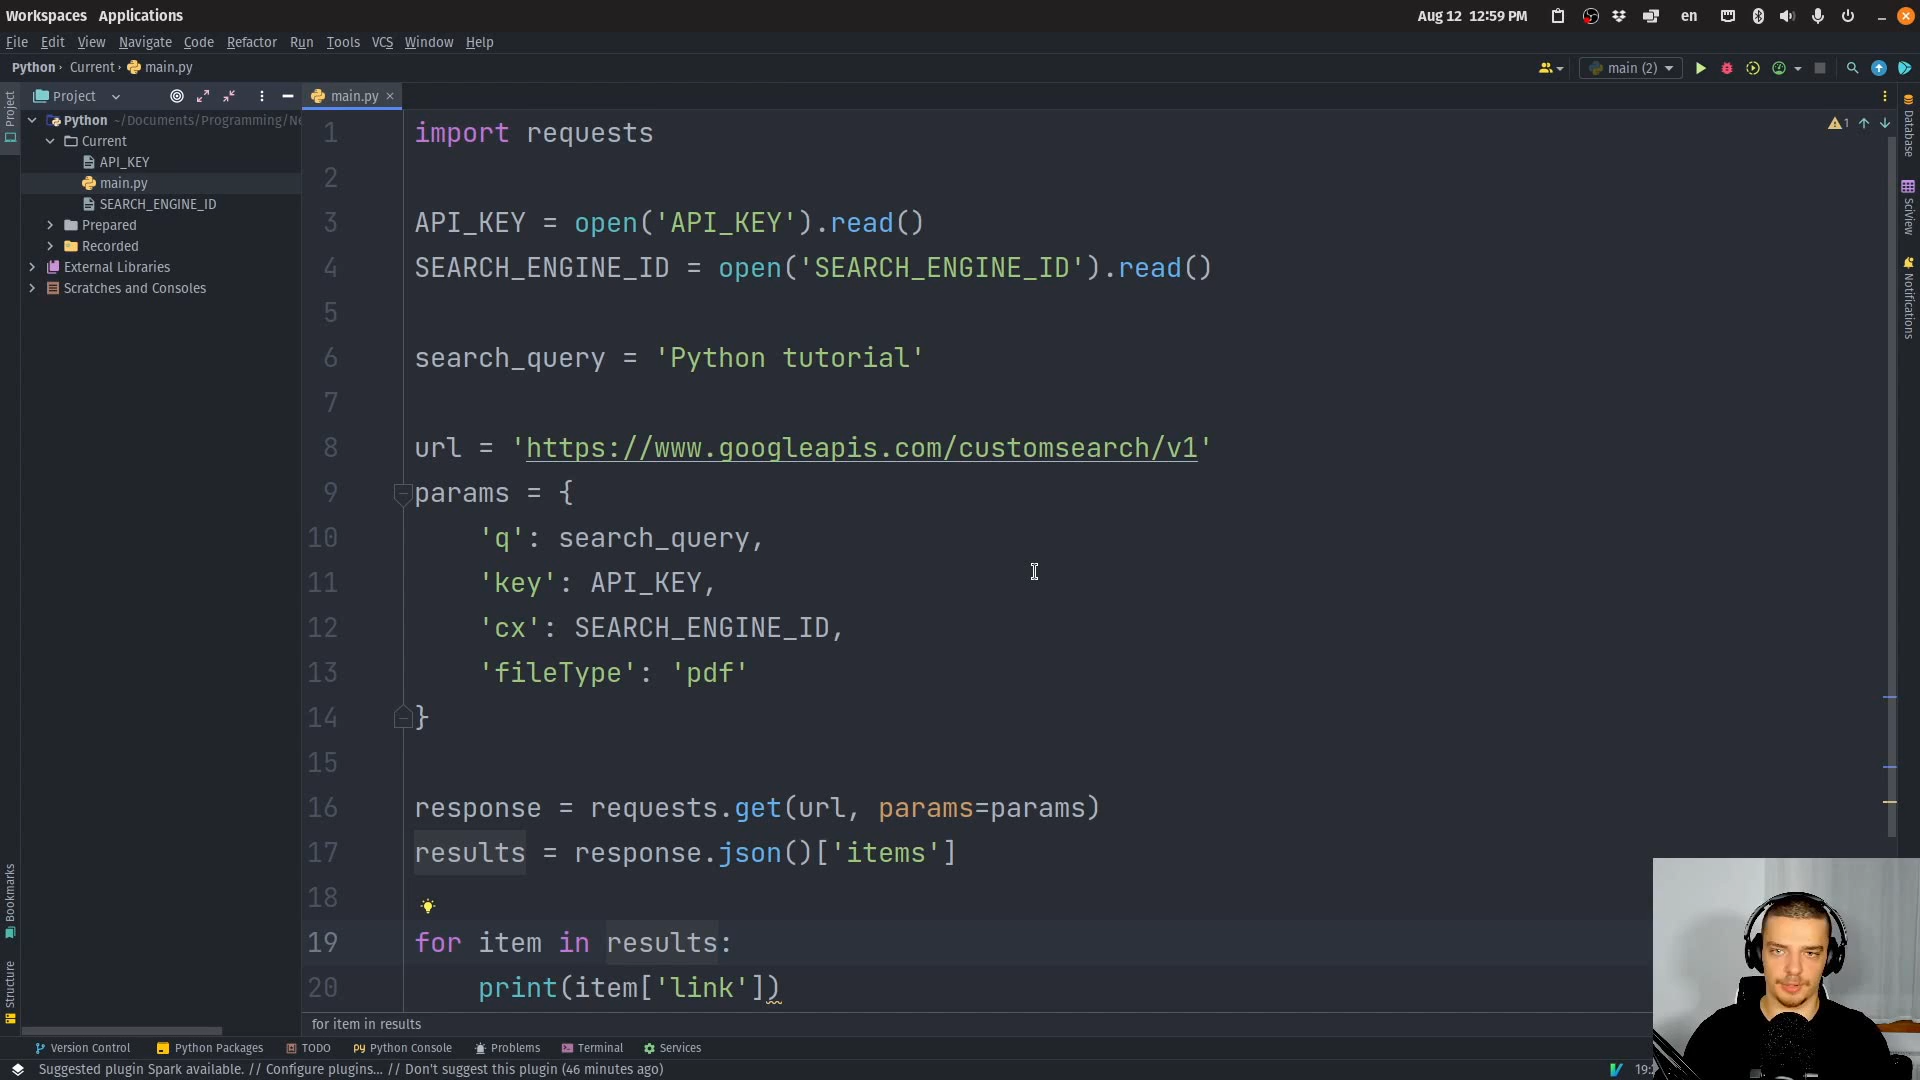 Workspaces Applications
Aug 12 12:59 PM
en
File Edit View Navigate Code Refactor Run Tools VCS Window Help
Python › Current › main.py
main (2)
Project
main.py
Python ~/Documents/Programming/Ne
Current
API_KEY
main.py
SEARCH_ENGINE_ID
Prepared
Recorded
External Libraries
Scratches and Consoles
1 import requests
2
3 API_KEY = open('API_KEY').read()
4 SEARCH_ENGINE_ID = open('SEARCH_ENGINE_ID').read()
5
6 search_query = 'Python tutorial'
7
8 url = 'https://www.googleapis.com/customsearch/v1'
9 params = {
10 'q': search_query,
11 'key': API_KEY,
12 'cx': SEARCH_ENGINE_ID,
13 'fileType': 'pdf'
14 }
15
16 response = requests.get(url, params=params)
17 results = response.json()['items']
18
19 for item in results:
20 print(item['link'])
1
Project
Bookmarks
Structure
Database
SciView
Notifications
for item in results
Version Control Python Packages TODO Python Console Problems Terminal Services
Suggested plugin Spark available. // Configure plugins... // Don't suggest this plugin (46 minutes ago)